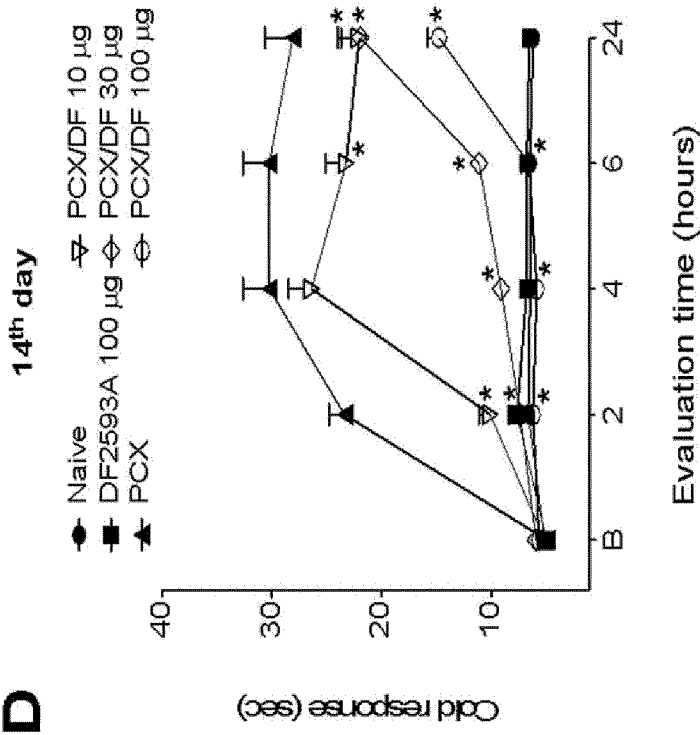 D
14th day
Naive
DF2593A 100 µg
PCX
PCX/DF 10 µg
PCX/DF 30 µg
PCX/DF 100 µg
Cold response (sec)
40
30
20
10
* * *
*
* *
* *
* * *
*
B
2
4
6
24
Evaluation time (hours)